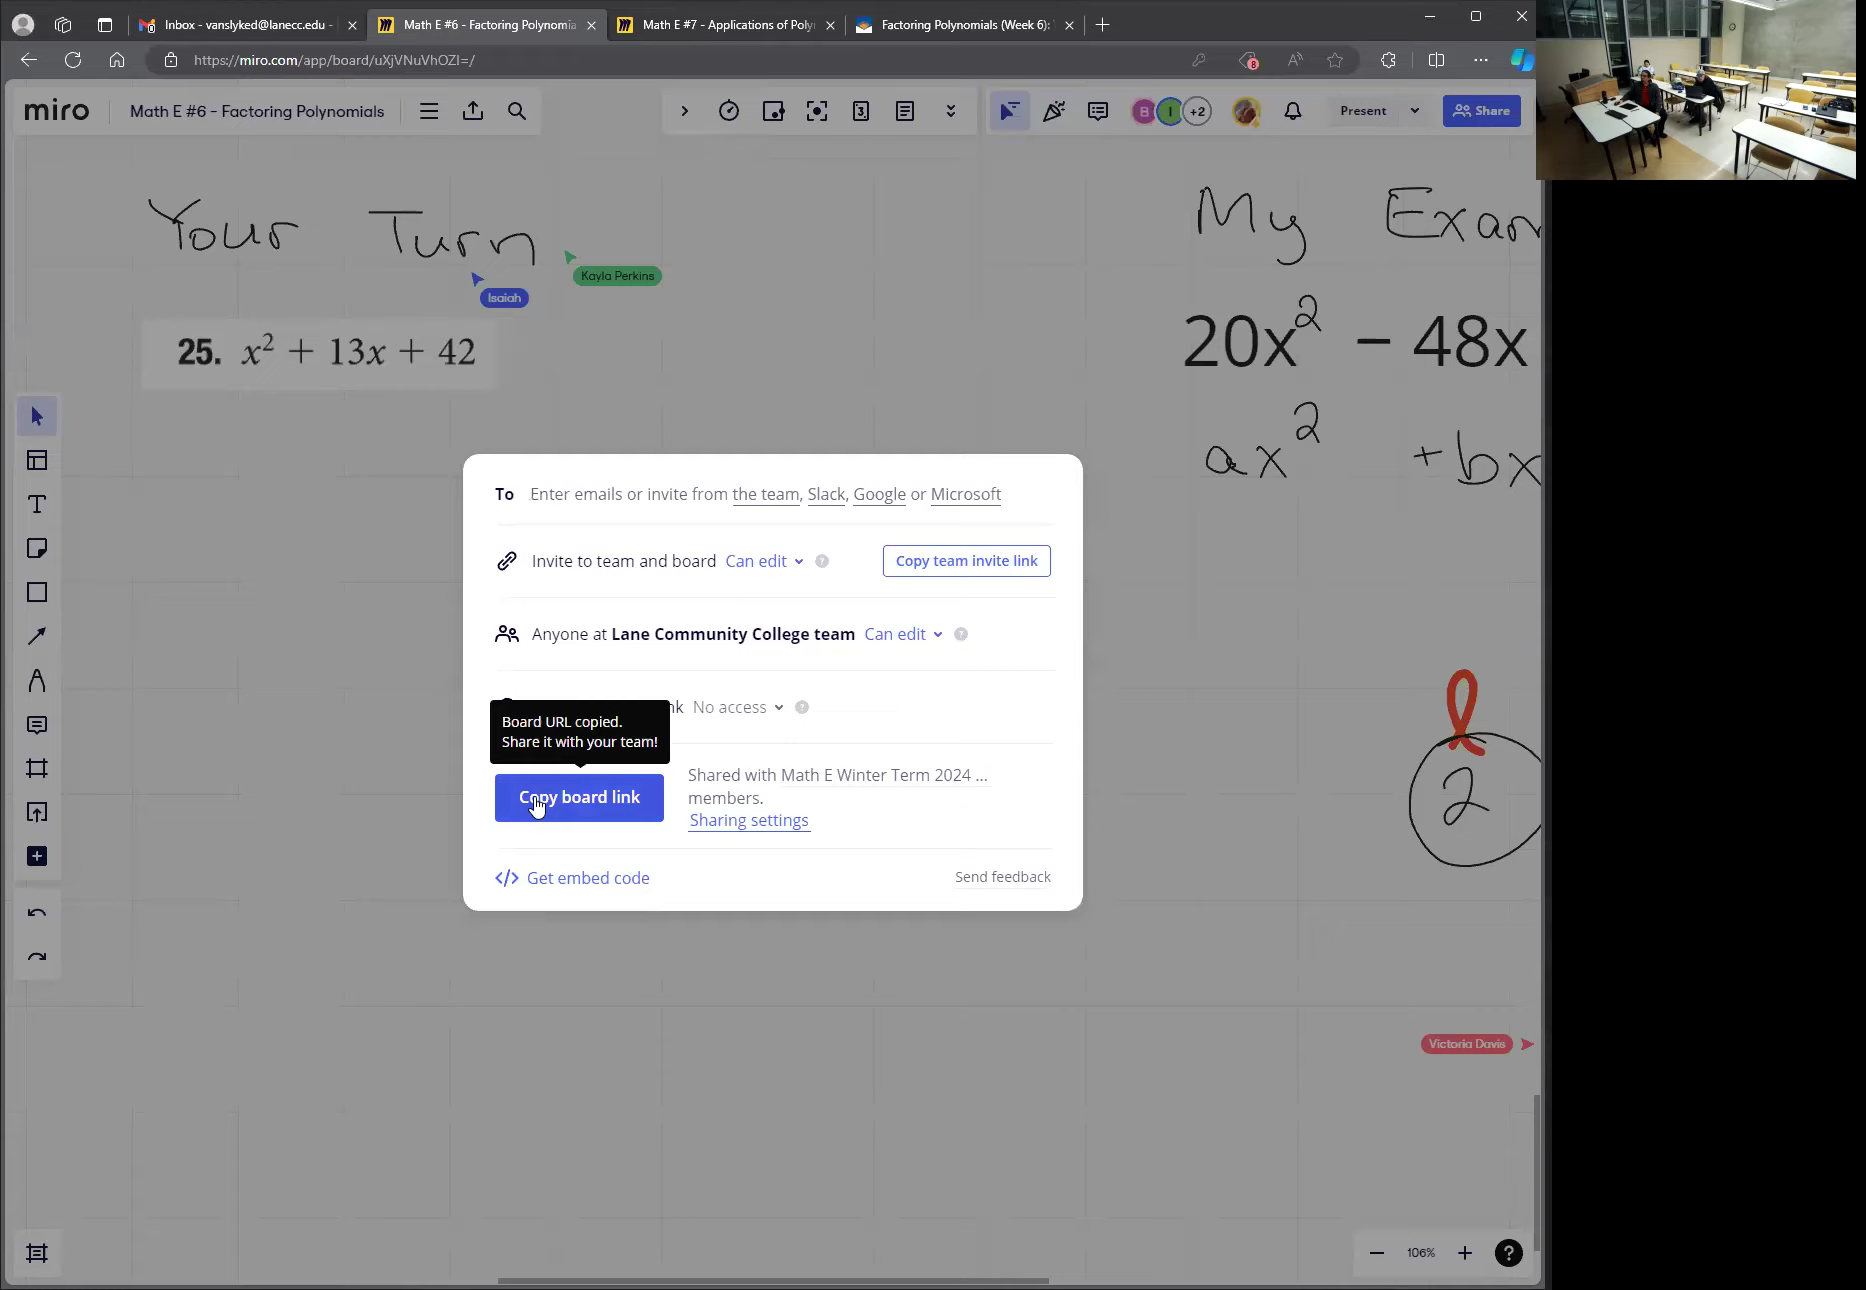 Inbox - vanslyked@lanecc.edu -
Math E #6 - Factoring Polynomia
Math E #7 - Applications of Poly
Factoring Polynomials (Week 6):
https://miro.com/app/board/uXjVNuVhOZI=/
8
miro
Math E #6 - Factoring Polynomials
3
B
I
+2
Present
Share
Your Turn
My Exam
Kayla Perkins
Isaiah
25. x² + 13x + 42
20x² - 48x
ax² +bx
To Enter emails or invite from the team, Slack, Google or Microsoft
Invite to team and board Can edit ?
Copy team invite link
Anyone at Lane Community College team Can edit ?
nk No access ?
Board URL copied.
Share it with your team!
Copy board link
Shared with Math E Winter Term 2024 ...
members.
Sharing settings
</> Get embed code
Send feedback
2
Victoria Davis
106%
?